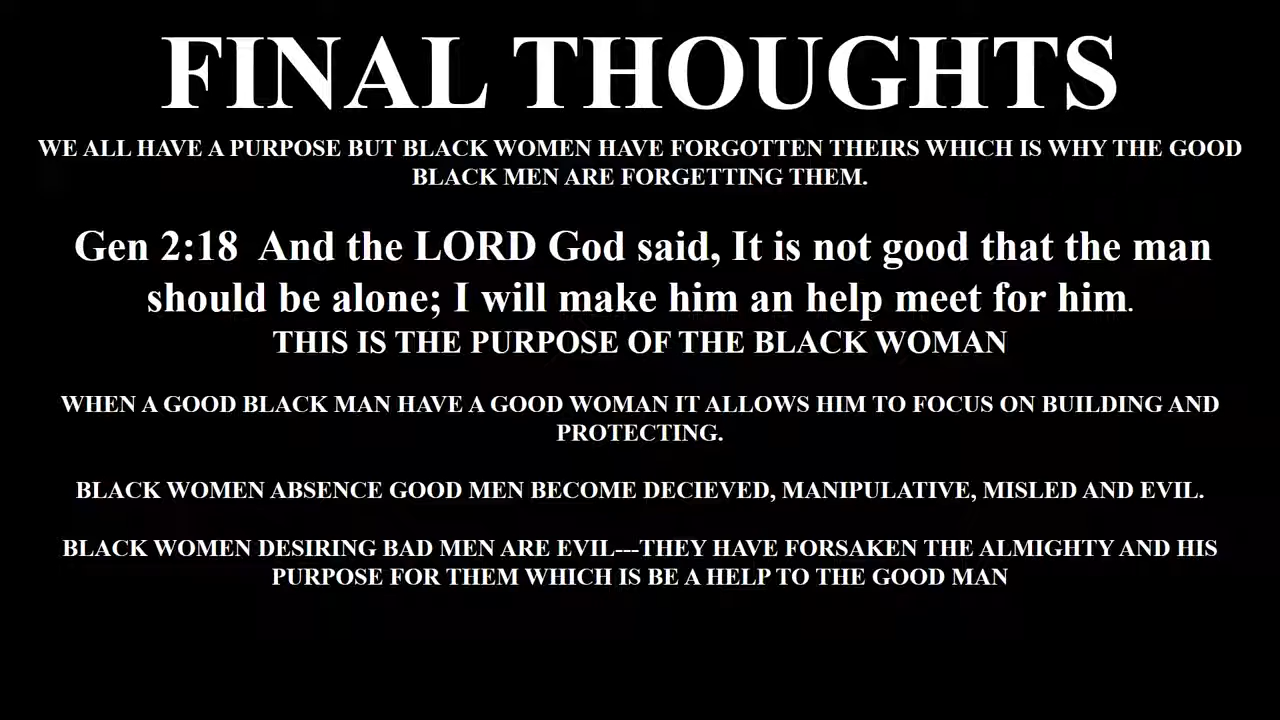 FINAL THOUGHTS
WE ALL HAVE A PURPOSE BUT BLACK WOMEN HAVE FORGOTTEN THEIRS WHICH IS WHY THE GOOD
BLACK MEN ARE FORGETTING THEM.
Gen 2:18  And the LORD God said, It is not good that the man
should be alone; I will make him an help meet for him.
THIS IS THE PURPOSE OF THE BLACK WOMAN
WHEN A GOOD BLACK MAN HAVE A GOOD WOMAN IT ALLOWS HIM TO FOCUS ON BUILDING AND
PROTECTING.
BLACK WOMEN ABSENCE GOOD MEN BECOME DECIEVED, MANIPULATIVE, MISLED AND EVIL.
BLACK WOMEN DESIRING BAD MEN ARE EVIL---THEY HAVE FORSAKEN THE ALMIGHTY AND HIS
PURPOSE FOR THEM WHICH IS BE A HELP TO THE GOOD MAN